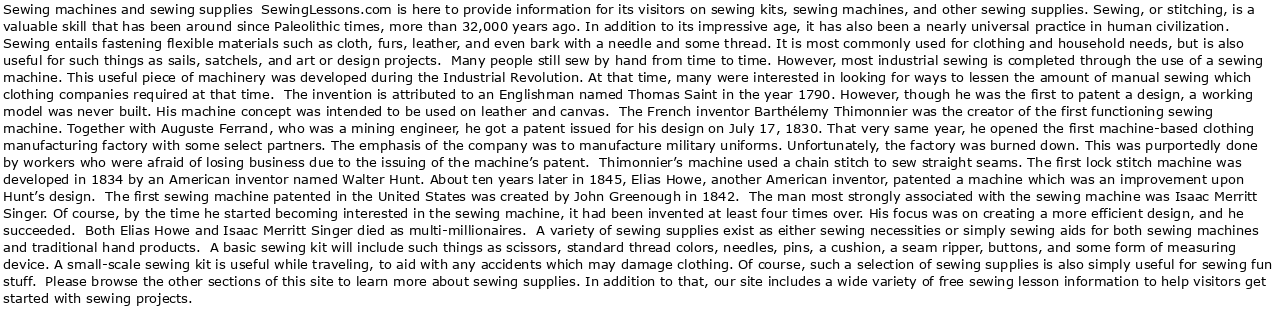 Sewing machines and sewing supplies  SewingLessons.com is here to provide information for its visitors on sewing kits, sewing machines, and other sewing supplies. Sewing, or stitching, is a
valuable skill that has been around since Paleolithic times, more than 32,000 years ago. In addition to its impressive age, it has also been a nearly universal practice in human civilization.
Sewing entails fastening flexible materials such as cloth, furs, leather, and even bark with a needle and some thread. It is most commonly used for clothing and household needs, but is also
useful for such things as sails, satchels, and art or design projects.  Many people still sew by hand from time to time. However, most industrial sewing is completed through the use of a sewing
machine. This useful piece of machinery was developed during the Industrial Revolution. At that time, many were interested in looking for ways to lessen the amount of manual sewing which
clothing companies required at that time.  The invention is attributed to an Englishman named Thomas Saint in the year 1790. However, though he was the first to patent a design, a working
model was never built. His machine concept was intended to be used on leather and canvas.  The French inventor Barthélemy Thimonnier was the creator of the first functioning sewing
machine. Together with Auguste Ferrand, who was a mining engineer, he got a patent issued for his design on July 17, 1830. That very same year, he opened the first machine-based clothing
manufacturing factory with some select partners. The emphasis of the company was to manufacture military uniforms. Unfortunately, the factory was burned down. This was purportedly done
by workers who were afraid of losing business due to the issuing of the machine’s patent.  Thimonnier’s machine used a chain stitch to sew straight seams. The first lock stitch machine was
developed in 1834 by an American inventor named Walter Hunt. About ten years later in 1845, Elias Howe, another American inventor, patented a machine which was an improvement upon
Hunt’s design.  The first sewing machine patented in the United States was created by John Greenough in 1842.  The man most strongly associated with the sewing machine was Isaac Merritt
Singer. Of course, by the time he started becoming interested in the sewing machine, it had been invented at least four times over. His focus was on creating a more efficient design, and he
succeeded.  Both Elias Howe and Isaac Merritt Singer died as multi-millionaires.  A variety of sewing supplies exist as either sewing necessities or simply sewing aids for both sewing machines
and traditional hand products.  A basic sewing kit will include such things as scissors, standard thread colors, needles, pins, a cushion, a seam ripper, buttons, and some form of measuring
device. A small-scale sewing kit is useful while traveling, to aid with any accidents which may damage clothing. Of course, such a selection of sewing supplies is also simply useful for sewing fun
stuff.  Please browse the other sections of this site to learn more about sewing supplies. In addition to that, our site includes a wide variety of free sewing lesson information to help visitors get
started with sewing projects.